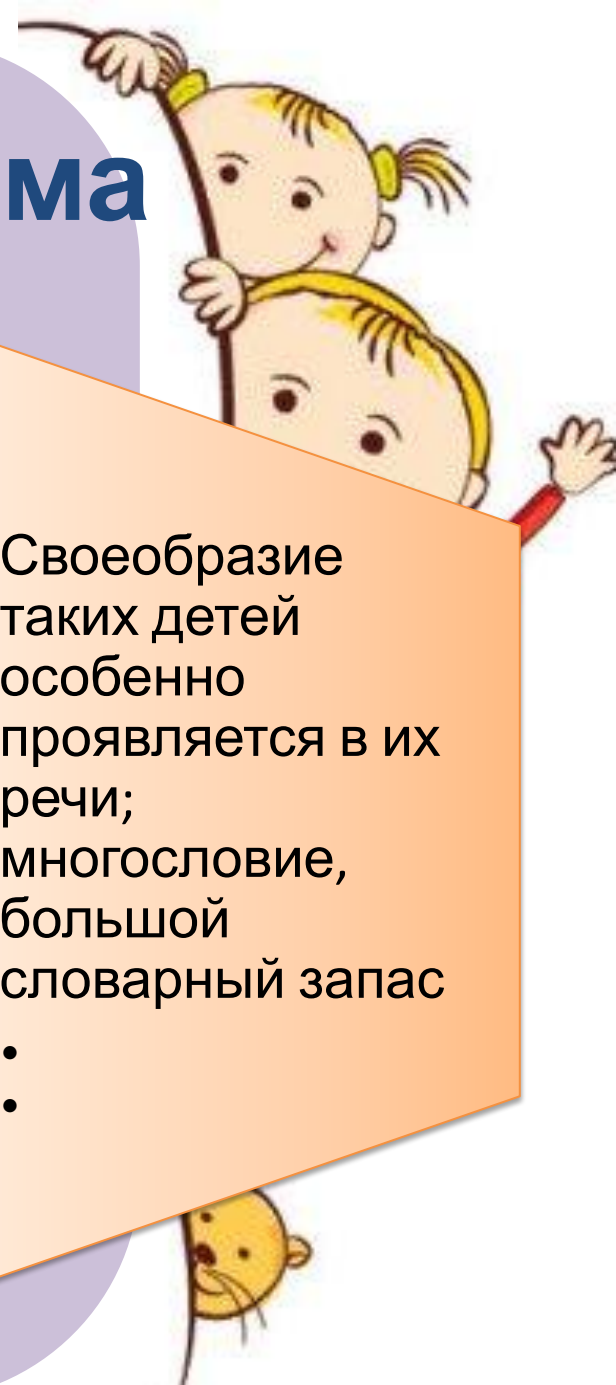 ма
Своеобразие
таких детей
особенно
проявляется в их
речи;
многословие,
большой
словарный запас
•
•